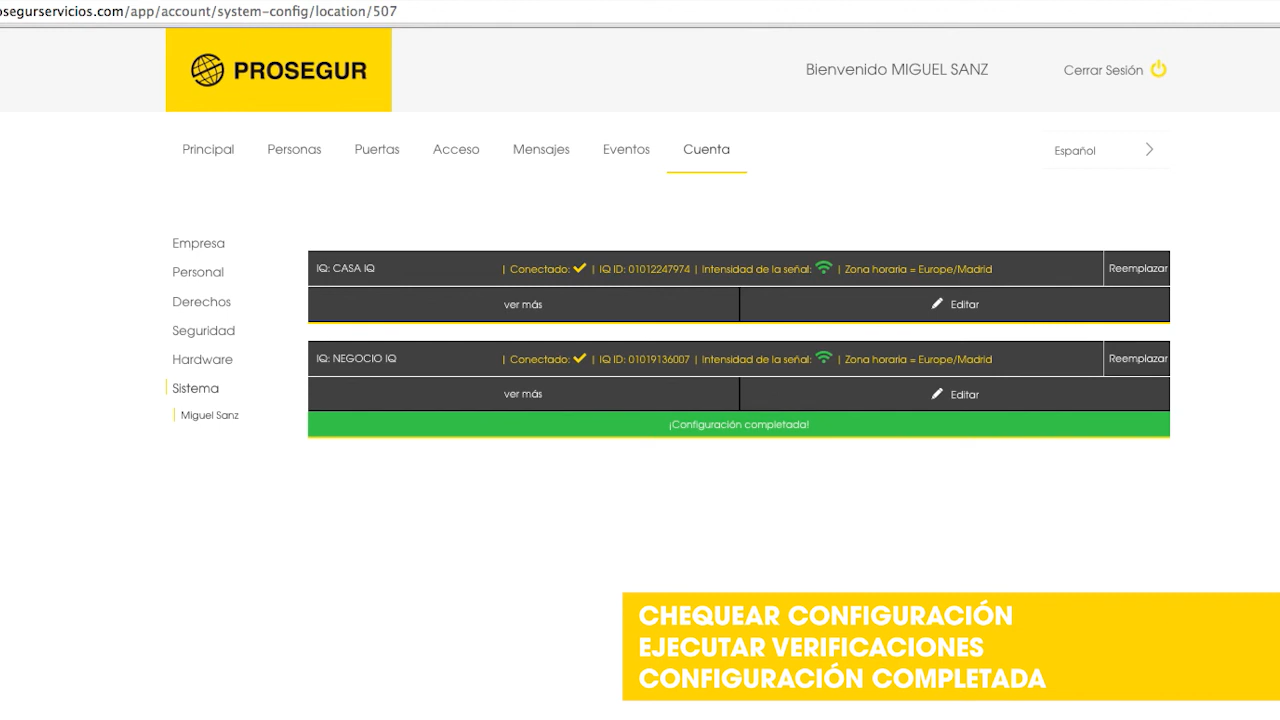 osegurservicios.com/app/account/system-config/location/507
PROSEGUR
Bienvenido MIGUEL SANZ
Cerrar Sesión
Principal Personas Puertas Acceso Mensajes Eventos Cuenta
Español
Empresa
Personal
Derechos
Seguridad
Hardware
Sistema
Miguel Sanz
IQ: CASA IQ | Conectado: | IQ ID: 01012247974 | Intensidad de la señal: | Zona horaria = Europe/Madrid Reemplazar
ver más Editar
IQ: NEGOCIO IQ | Conectado: | IQ ID: 01019136007 | Intensidad de la señal: | Zona horaria = Europe/Madrid Reemplazar
ver más Editar
¡Configuración completada!
CHEQUEAR CONFIGURACIÓN
EJECUTAR VERIFICACIONES
CONFIGURACIÓN COMPLETADA